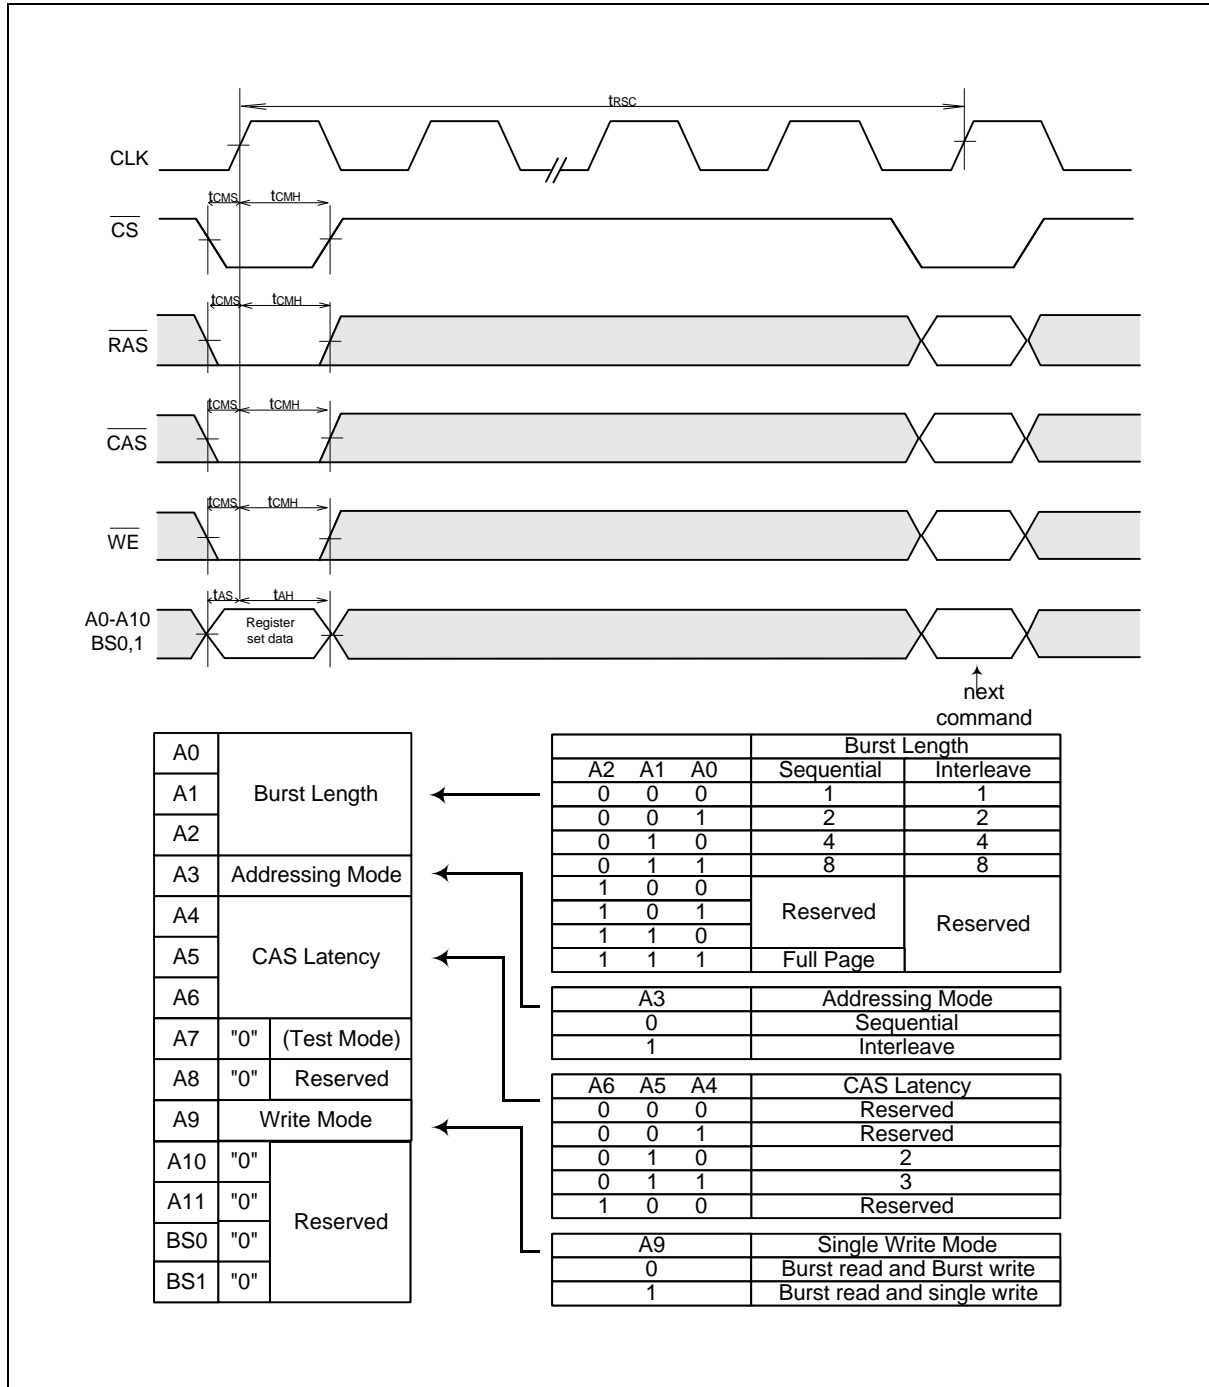 tRSC
CLK
tCMS tCMH
CS
tCMS tCMH
RAS
tCMS tCMH
CAS
tCMS tCMH
WE
tAS tAH
A0-A10
BS0,1
Register
set data
next
command
A0
A1
A2
Burst Length
A3 Addressing Mode
A4
A5
A6
CAS Latency
A7 "0" (Test Mode)
A8 "0" Reserved
A9 Write Mode
A10 "0"
A11 "0"
BS0 "0"
BS1 "0"
Reserved
Burst Length
A2 A1 A0 Sequential Interleave
0 0 0 1 1
0 0 1 2 2
0 1 0 4 4
0 1 1 8 8
1 0 0
1 0 1 Reserved Reserved
1 1 0
1 1 1 Full Page
A3 Addressing Mode
0 Sequential
1 Interleave
A6 A5 A4 CAS Latency
0 0 0 Reserved
0 0 1 Reserved
0 1 0 2
0 1 1 3
1 0 0 Reserved
A9 Single Write Mode
0 Burst read and Burst write
1 Burst read and single write